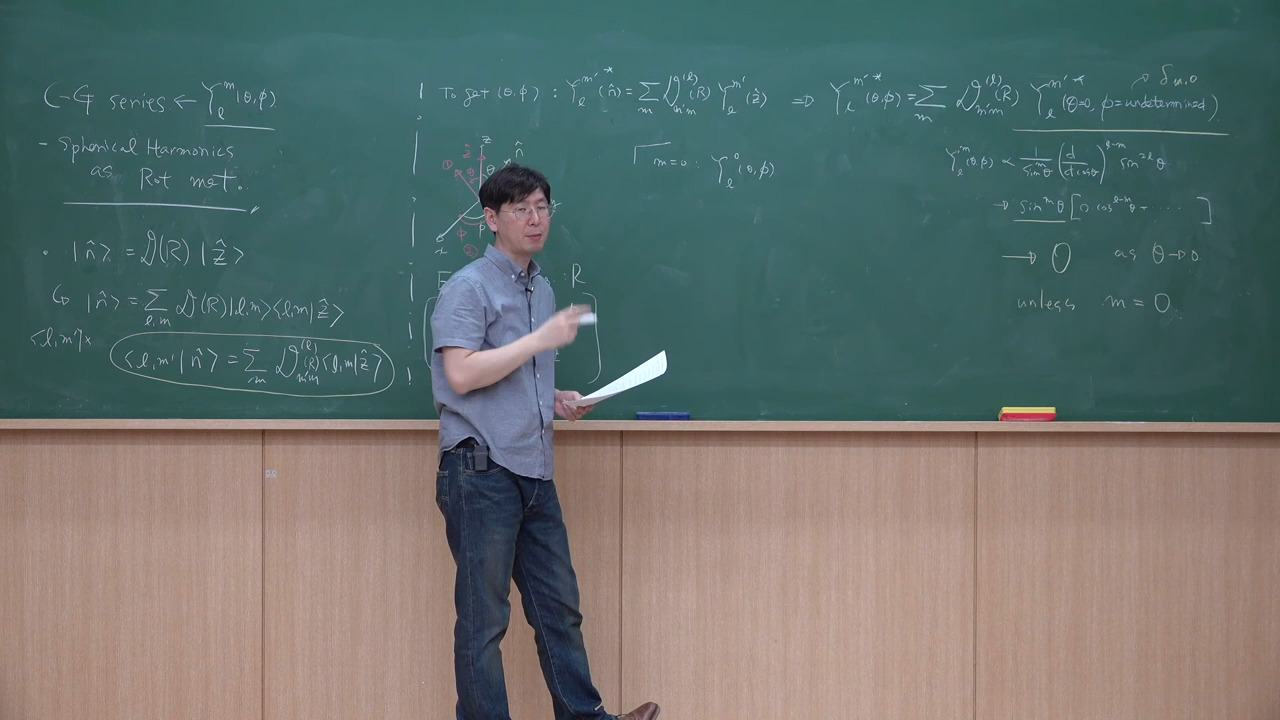 C-G series ← Y_l^m(θ,φ)
- Spherical Harmonics
as Rot mat.
• |n̂> = 𝒟(R) |ẑ>
↳ |n̂> = Σ_{l,m} 𝒟(R)|l,m><l,m|ẑ>
<l,m'|×
<l,m'|n̂> = Σ_m 𝒟^{(l)}_{m'm}(R) <l,m|ẑ>
To get (θ,φ) : Y_l^{m'*}(n̂) = Σ_m 𝒟^{(l)}_{m'm}(R) Y_l^{m*}(ẑ) ⇒ Y_l^{m'*}(θ,φ) = Σ_m 𝒟^{(l)}_{m'm}(R) Y_l^{m*}(θ=0, φ=undetermined)
→ δ_{m,0}
z
ẑ
n̂
θ
①
φ
x
②
R
m=0 : Y_l^0(θ,φ)
Y_l^m(θ,φ) ∝ 1/sin^mθ (d/dcosθ)^{l-m} sin^{2l}θ
→ sin^mθ [□ cos^{l-m}θ + ······ ]
→ 0 as θ→0
unless m = 0.